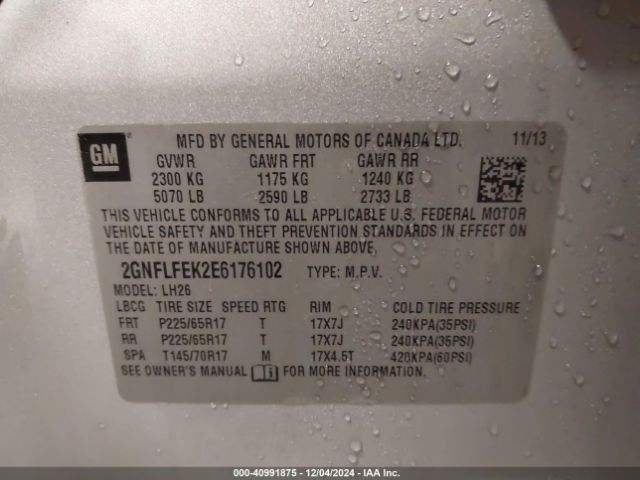 GM
®
MFD BY GENERAL MOTORS OF CANADA LTD. 11/13
GVWR GAWR FRT GAWR RR
2300 KG 1175 KG 1240 KG
5070 LB 2590 LB 2733 LB
THIS VEHICLE CONFORMS TO ALL APPLICABLE U.S. FEDERAL MOTOR
VEHICLE SAFETY AND THEFT PREVENTION STANDARDS IN EFFECT ON
THE DATE OF MANUFACTURE SHOWN ABOVE.
2GNFLFEK2E6176102 TYPE: M.P.V.
MODEL: LH26
LBCG TIRE SIZE SPEED RTG RIM COLD TIRE PRESSURE
FRT P225/65R17 T 17X7J 240KPA(35PSI)
RR P225/65R17 T 17X7J 240KPA(35PSI)
SPA T145/70R17 M 17X4.5T 420KPA(60PSI)
SEE OWNER'S MANUAL FOR MORE INFORMATION.
000-40991875 - 12/04/2024 - IAA Inc.